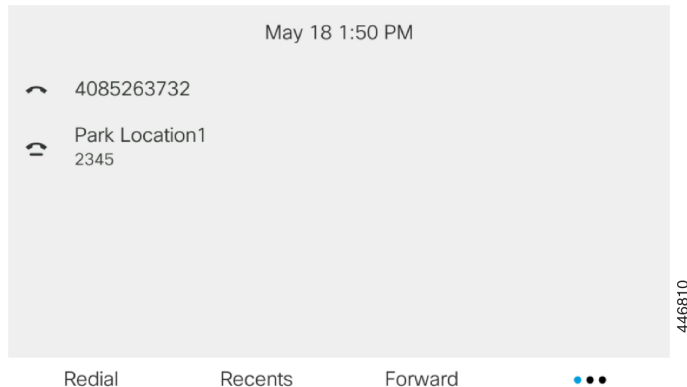 May 18 1:50 PM
4085263732
Park Location1
2345
446810
Redial Recents Forward